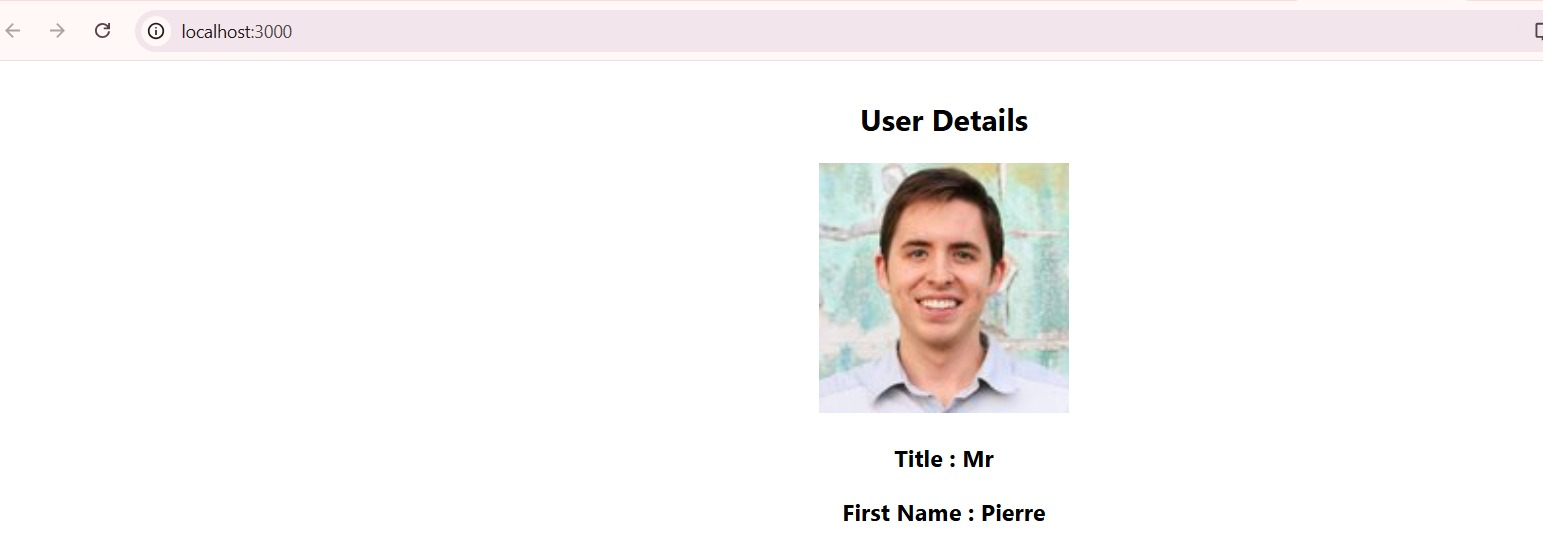 localhost:3000
User Details
Title : Mr
First Name : Pierre